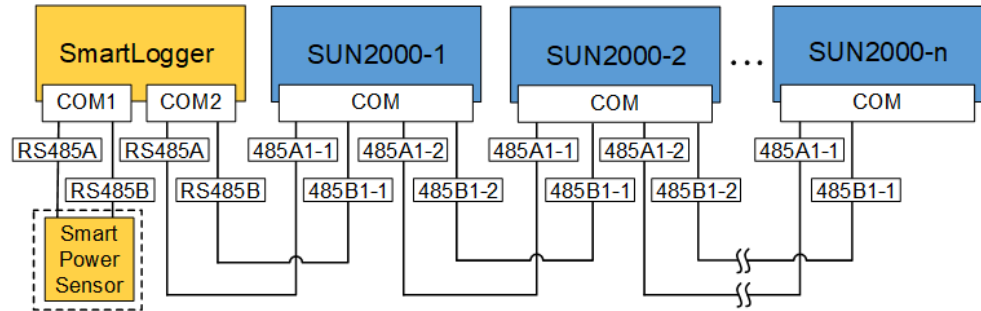 SmartLogger
SUN2000-1
SUN2000-2
...
SUN2000-n
COM1
COM2
COM
COM
COM
RS485A
RS485A
485A1-1
485A1-2
485A1-1
485A1-2
485A1-1
RS485B
RS485B
485B1-1
485B1-2
485B1-1
485B1-2
485B1-1
Smart
Power
Sensor